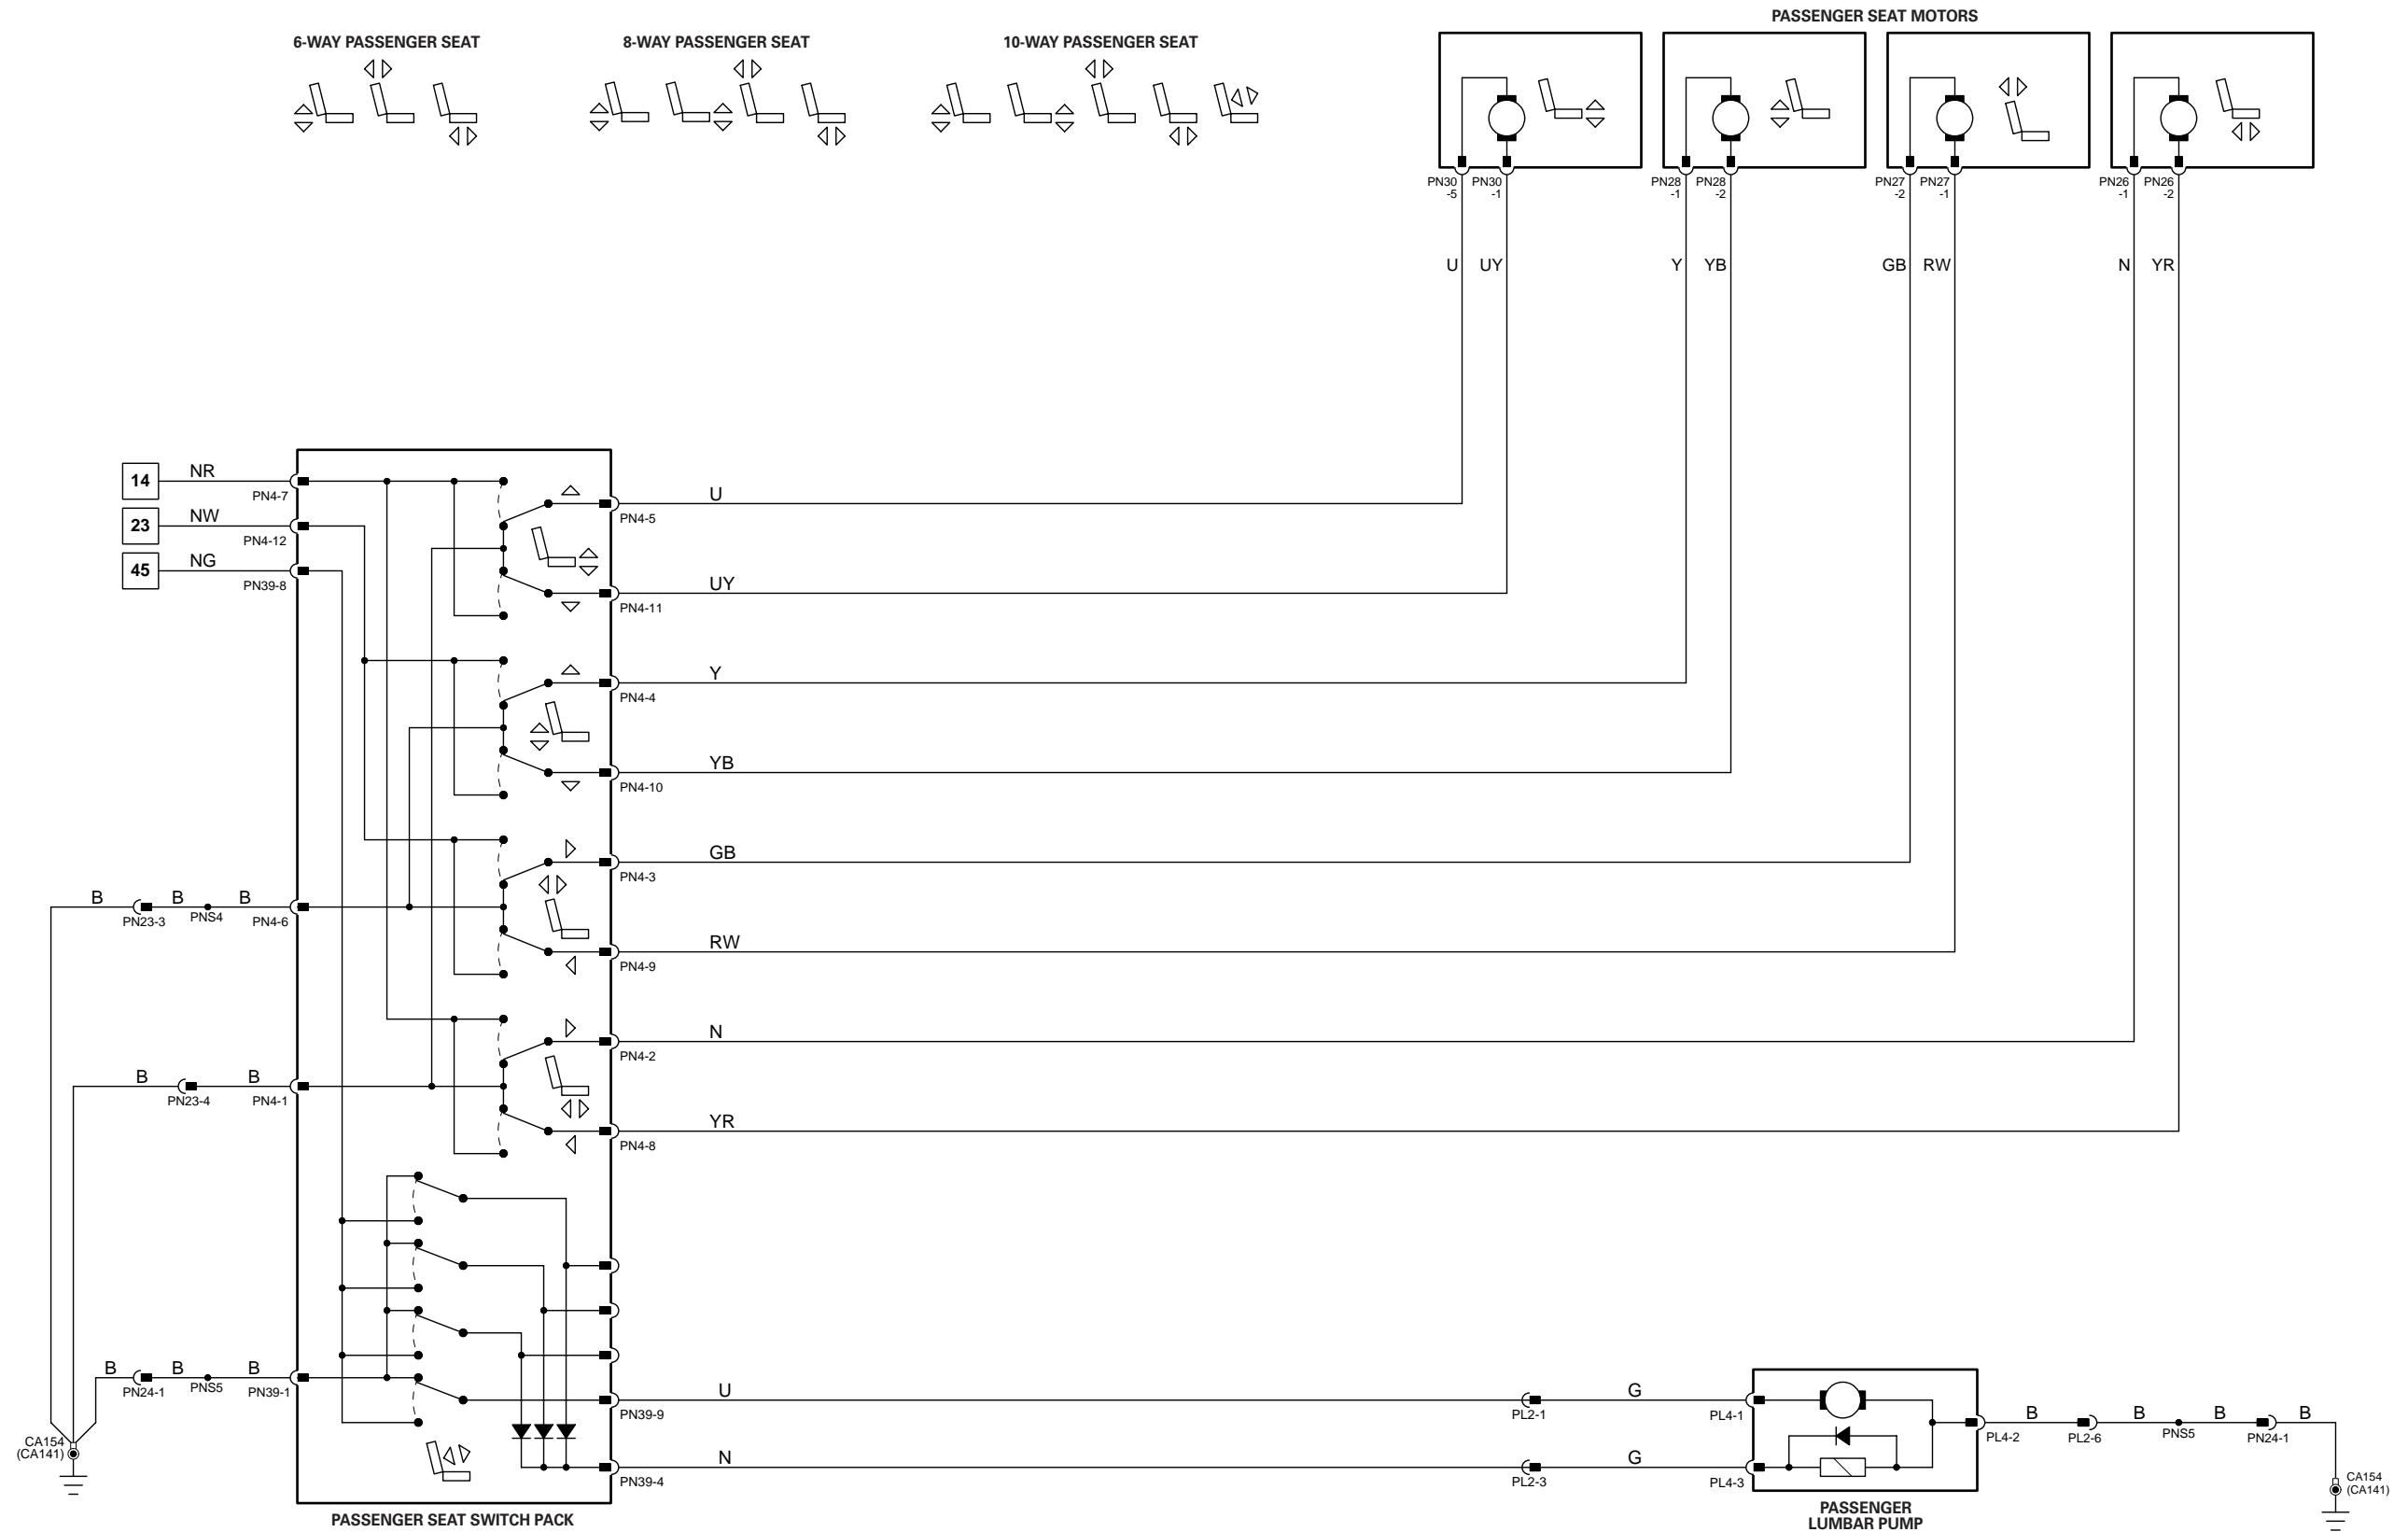 PASSENGER SEAT MOTORS
6-WAY PASSENGER SEAT
8-WAY PASSENGER SEAT
10-WAY PASSENGER SEAT
PN30
-5
PN30
-1
PN28
-1
PN28
-2
PN27
-2
PN27
-1
PN26
-1
PN26
-2
U
UY
Y
YB
GB
RW
N
YR
14
NR
PN4-7
23
NW
PN4-12
45
NG
PN39-8
U
PN4-5
UY
PN4-11
Y
PN4-4
YB
PN4-10
GB
PN4-3
B
PN23-3
B
PNS4
B
PN4-6
RW
PN4-9
N
PN4-2
B
PN23-4
B
PN4-1
YR
PN4-8
B
PN24-1
B
PNS5
B
PN39-1
U
PN39-9
PL2-1
G
PL4-1
B
PL4-2
PL2-6
B
PNS5
B
PN24-1
B
CA154
(CA141)
N
PN39-4
PL2-3
G
PL4-3
CA154
(CA141)
PASSENGER SEAT SWITCH PACK
PASSENGER
LUMBAR PUMP